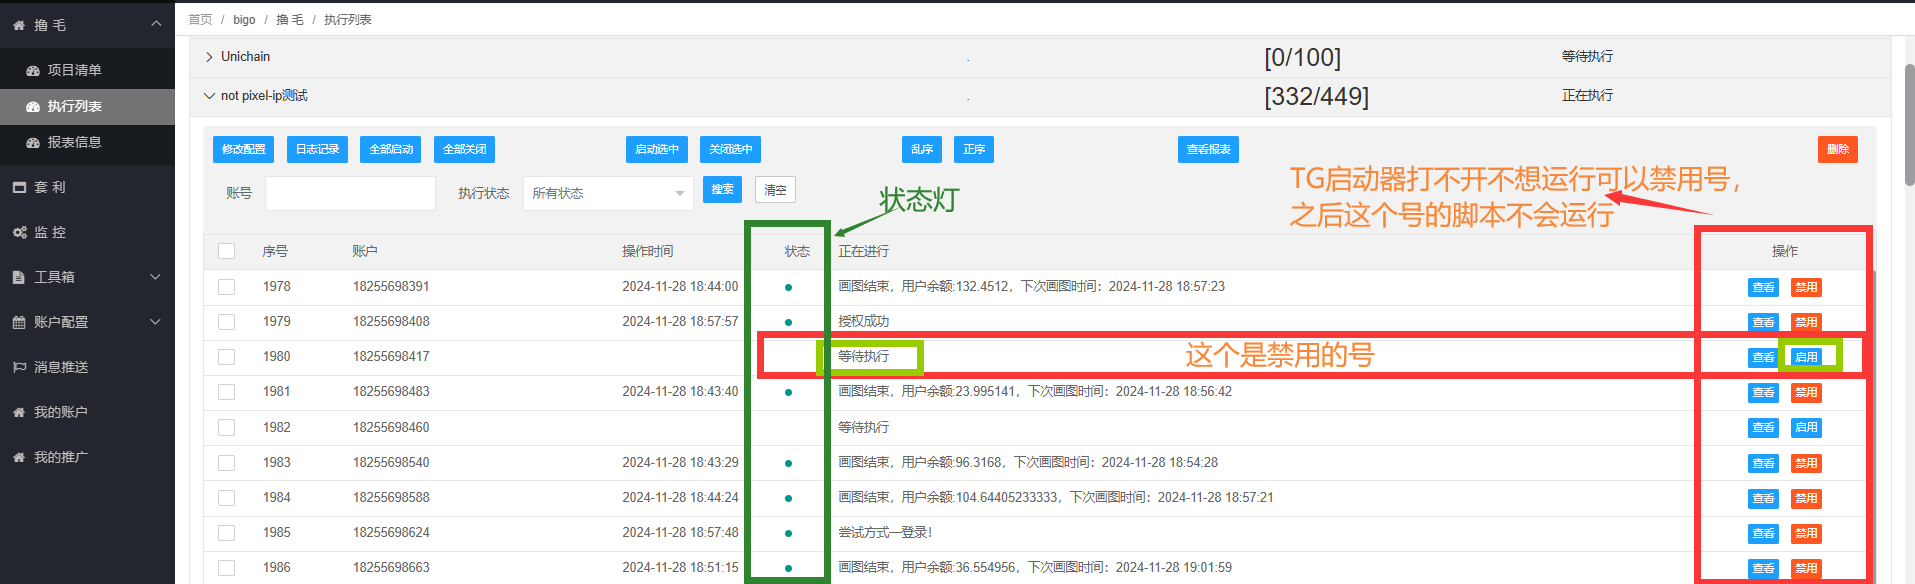 撸 毛
项目清单
执行列表
报表信息
套 利
监 控
工具箱
账户配置
消息推送
我的账户
我的推广
首页 / bigo / 撸 毛 / 执行列表
Unichain . [0/100] 等待执行
not pixel-ip测试 . [332/449] 正在执行
修改配置 日志记录 全部启动 全部关闭 启动选中 关闭选中 乱序 正序 查看报表 删除
账号 执行状态 所有状态 搜索 清空
状态灯
TG启动器打不开不想运行可以禁用号，
之后这个号的脚本不会运行
序号 账户 操作时间 状态 正在进行 操作
1978 18255698391 2024-11-28 18:44:00 画图结束，用户余额:132.4512，下次画图时间：2024-11-28 18:57:23 查看 禁用
1979 18255698408 2024-11-28 18:57:57 授权成功 查看 禁用
1980 18255698417 等待执行 这个是禁用的号 查看 启用
1981 18255698483 2024-11-28 18:43:40 画图结束，用户余额:23.995141，下次画图时间：2024-11-28 18:56:42 查看 禁用
1982 18255698460 等待执行 查看 启用
1983 18255698540 2024-11-28 18:43:29 画图结束，用户余额:96.3168，下次画图时间：2024-11-28 18:54:28 查看 禁用
1984 18255698588 2024-11-28 18:44:24 画图结束，用户余额:104.64405233333，下次画图时间：2024-11-28 18:57:21 查看 禁用
1985 18255698624 2024-11-28 18:57:48 尝试方式一登录! 查看 禁用
1986 18255698663 2024-11-28 18:51:15 画图结束，用户余额:36.554956，下次画图时间：2024-11-28 19:01:59 查看 禁用